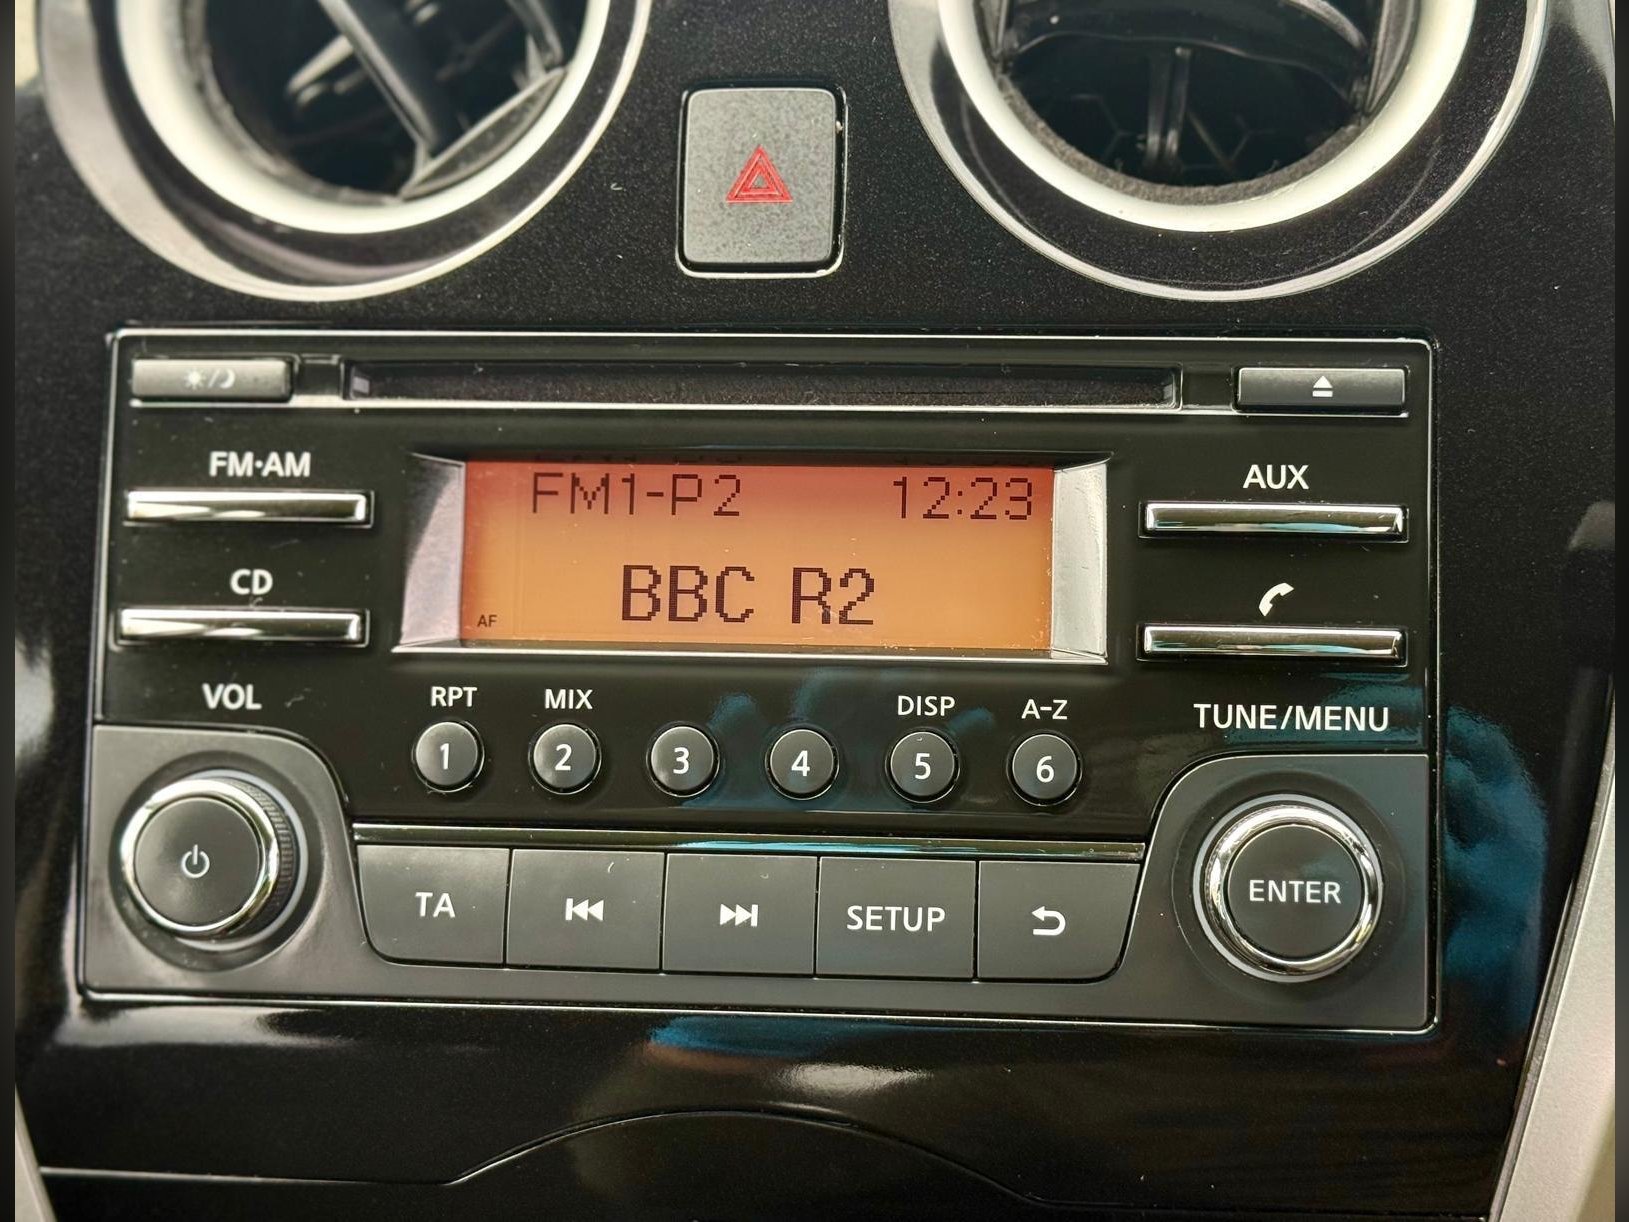 FM·AM
AUX
FM1-P2 12:23
CD
AF BBC R2
VOL
RPT MIX DISP A-Z
TUNE/MENU
1 2 3 4 5 6
TA SETUP ENTER